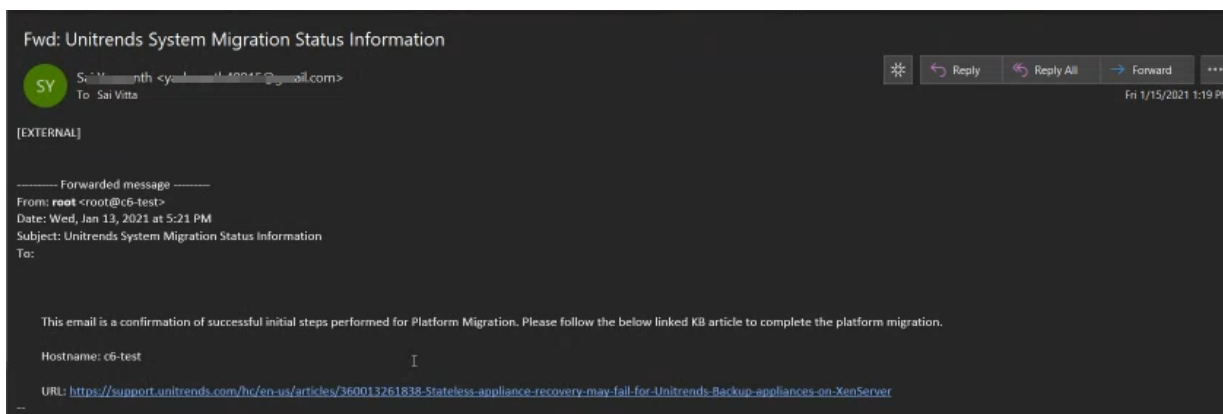 Fwd: Unitrends System Migration Status Information
SY
nth
.com>
Reply
Reply All
Forward
...
To Sai Vitta
Fri 1/15/2021 1:19
[EXTERNAL]
---------- Forwarded message ---------
From: root <root@c6-test>
Date: Wed, Jan 13, 2021 at 5:21 PM
Subject: Unitrends System Migration Status Information
To:
This email is a confirmation of successful initial steps performed for Platform Migration. Please follow the below linked KB article to complete the platform migration.
Hostname: c6-test
URL: https://support.unitrends.com/hc/en-us/articles/360013261838-Stateless-appliance-recovery-may-fail-for-Unitrends-Backup-appliances-on-XenServer
--